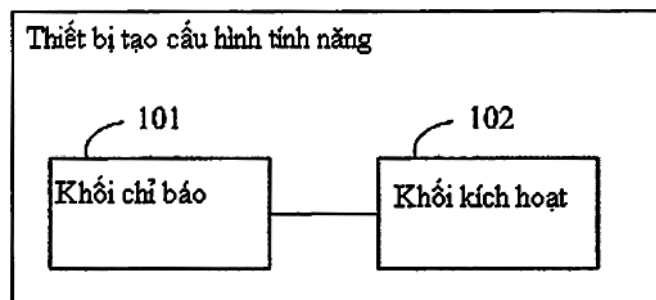 Thiết bị tạo cấu hình tính năng
101
102
Khối chỉ báo
Khối kích hoạt